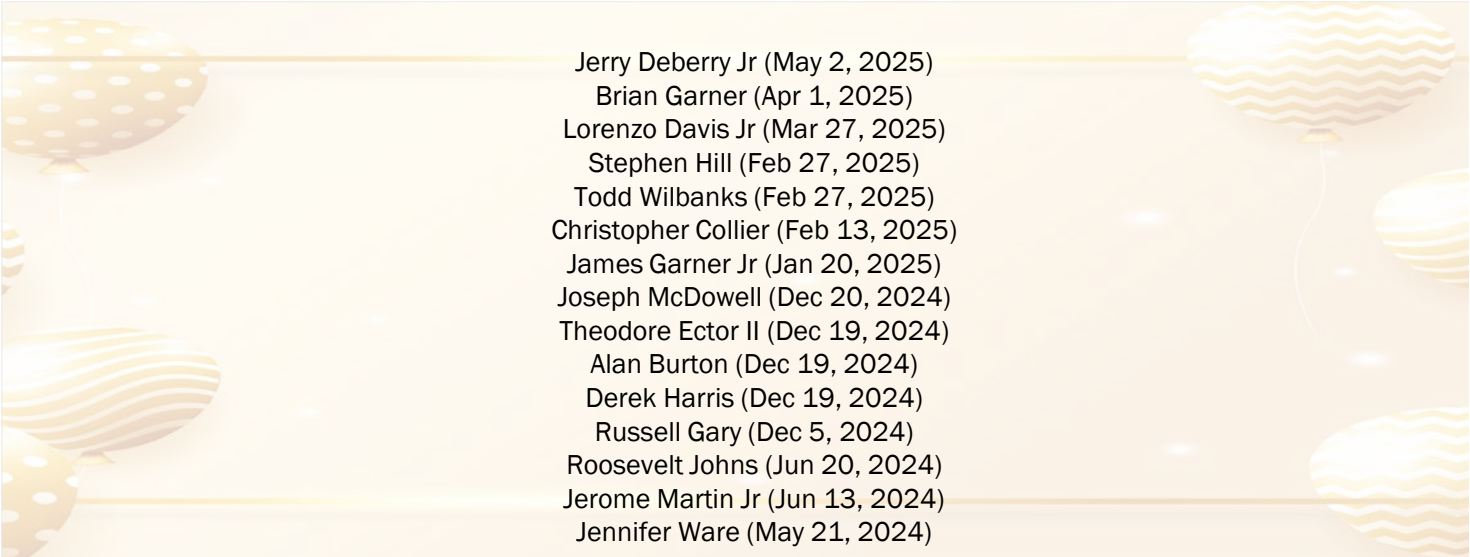 Jerry Deberry Jr (May 2, 2025)
Brian Garner (Apr 1, 2025)
Lorenzo Davis Jr (Mar 27, 2025)
Stephen Hill (Feb 27, 2025)
Todd Wilbanks (Feb 27, 2025)
Christopher Collier (Feb 13, 2025)
James Garner Jr (Jan 20, 2025)
Joseph McDowell (Dec 20, 2024)
Theodore Ector II (Dec 19, 2024)
Alan Burton (Dec 19, 2024)
Derek Harris (Dec 19, 2024)
Russell Gary (Dec 5, 2024)
Roosevelt Johns (Jun 20, 2024)
Jerome Martin Jr (Jun 13, 2024)
Jennifer Ware (May 21, 2024)